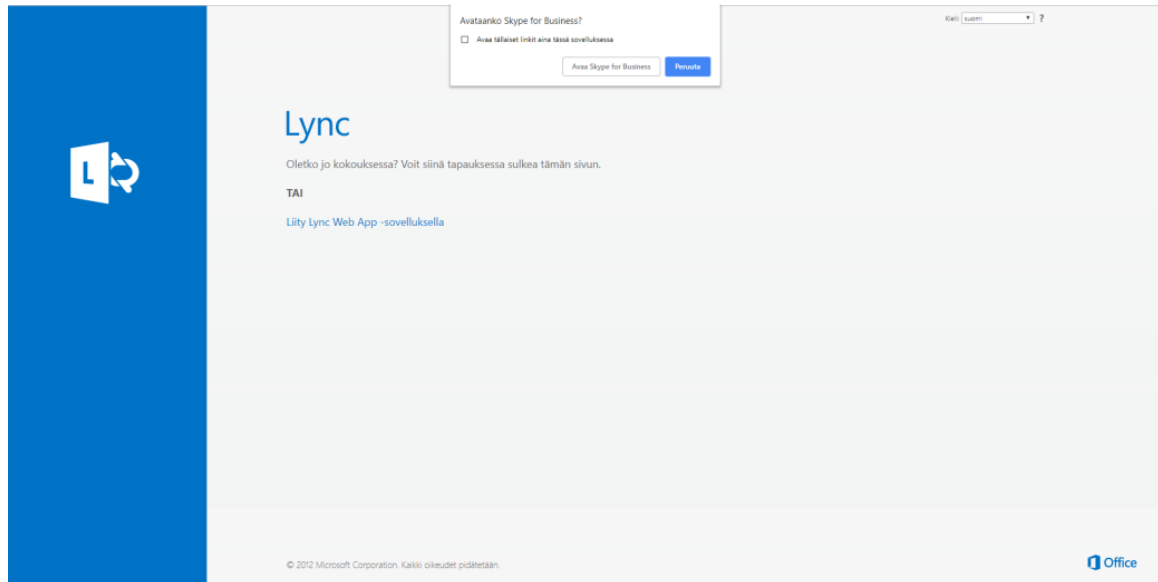 Avataanko Skype for Business?
Avaa tällaiset linkit aina tässä sovelluksessa
Avaa Skype for Business
Peruuta
Kieli: suomi
?
L
Lync
Oletko jo kokouksessa? Voit siinä tapauksessa sulkea tämän sivun.
TAI
Liity Lync Web App -sovelluksella
© 2012 Microsoft Corporation. Kaikki oikeudet pidätetään.
Office